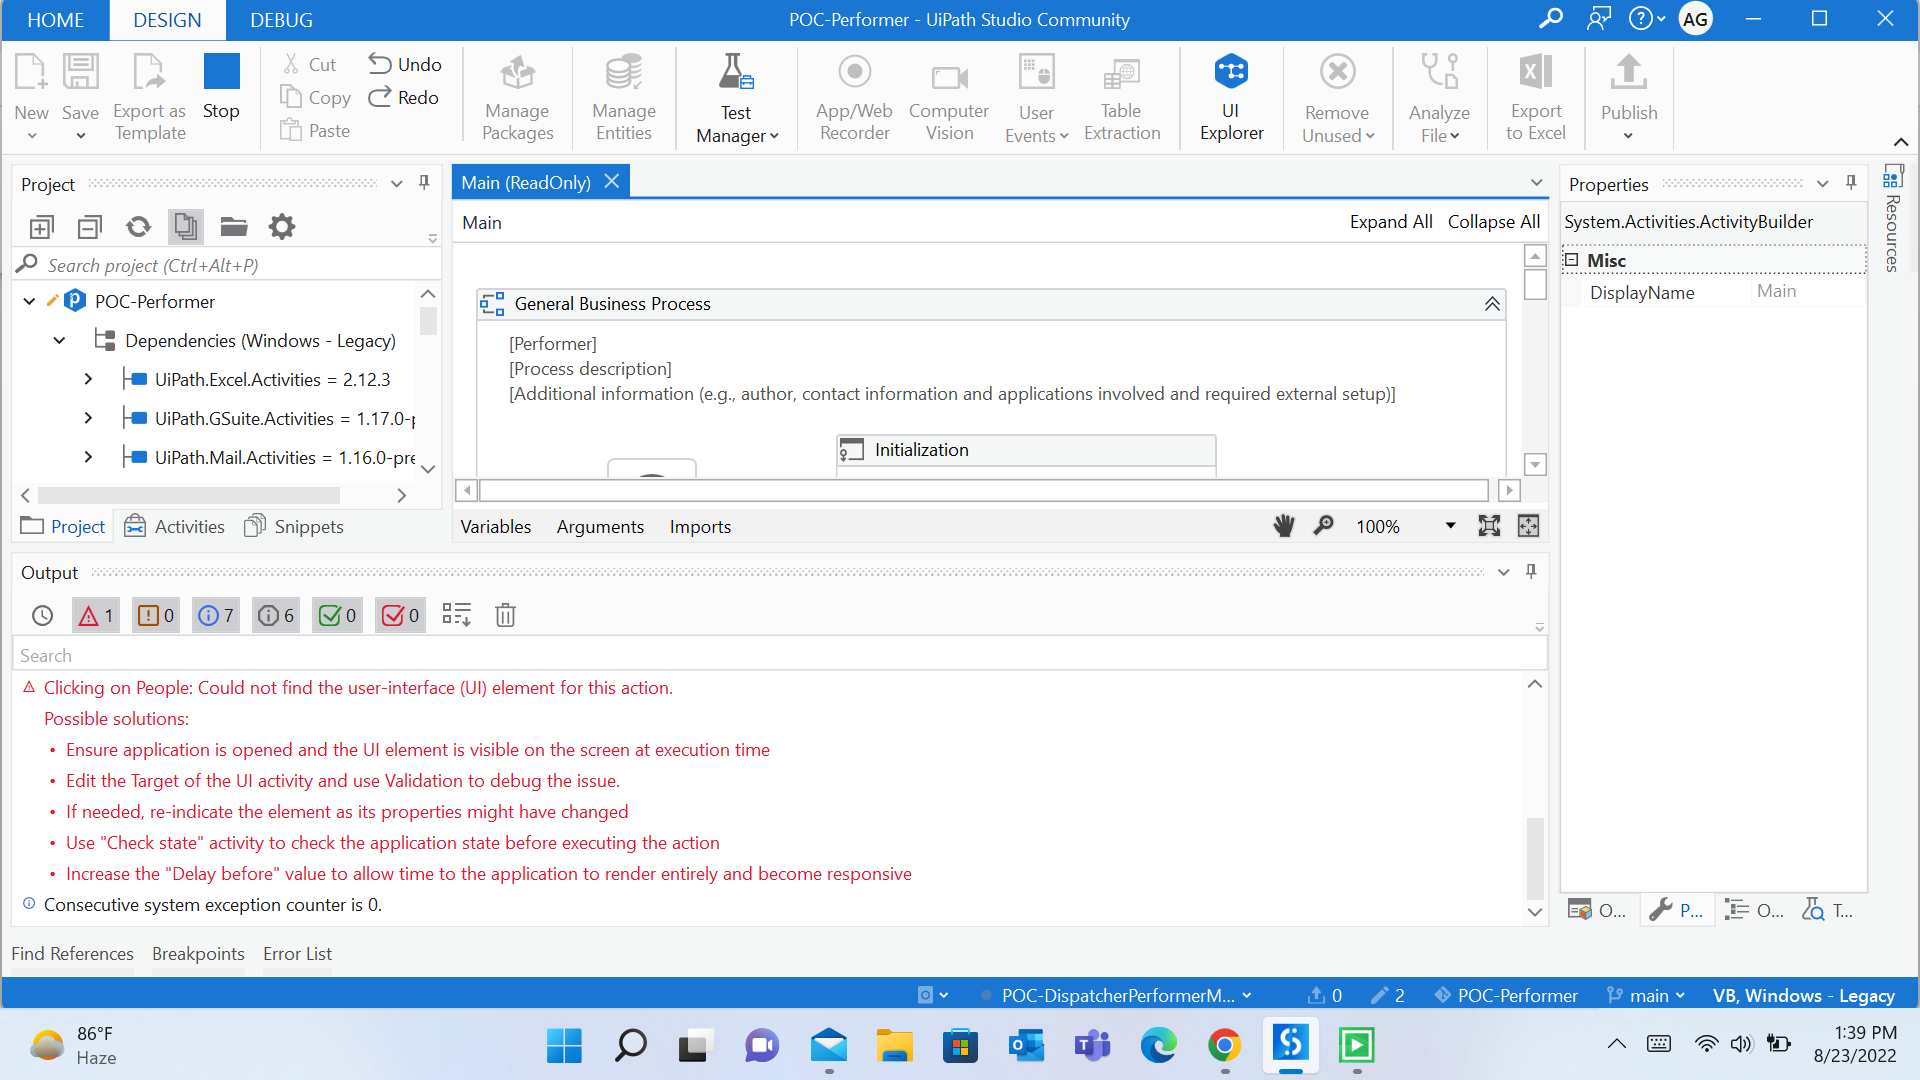 HOME DESIGN DEBUG
POC-Performer - UiPath Studio Community
AG
New
Save
Export as
Template
Stop
Cut
Copy
Paste
Undo
Redo
Manage
Packages
Manage
Entities
Test
Manager
App/Web
Recorder
Computer
Vision
User
Events
Table
Extraction
UI
Explorer
Remove
Unused
Analyze
File
Export
to Excel
Publish
Project
Search project (Ctrl+Alt+P)
POC-Performer
Dependencies (Windows - Legacy)
UiPath.Excel.Activities = 2.12.3
UiPath.GSuite.Activities = 1.17.0-p
UiPath.Mail.Activities = 1.16.0-pre
Project Activities Snippets
Main (ReadOnly)
Main
Expand All Collapse All
General Business Process
[Performer]
[Process description]
[Additional information (e.g., author, contact information and applications involved and required external setup)]
Initialization
Variables Arguments Imports
100%
Properties
System.Activities.ActivityBuilder
Misc
DisplayName Main
Resources
O... P... O... T...
Output
1 0 7 6 0 0
Search
Clicking on People: Could not find the user-interface (UI) element for this action.
Possible solutions:
• Ensure application is opened and the UI element is visible on the screen at execution time
• Edit the Target of the UI activity and use Validation to debug the issue.
• If needed, re-indicate the element as its properties might have changed
• Use "Check state" activity to check the application state before executing the action
• Increase the "Delay before" value to allow time to the application to render entirely and become responsive
Consecutive system exception counter is 0.
Find References Breakpoints Error List
POC-DispatcherPerformerM... 0 2 POC-Performer main VB, Windows - Legacy
86°F
Haze
1:39 PM
8/23/2022